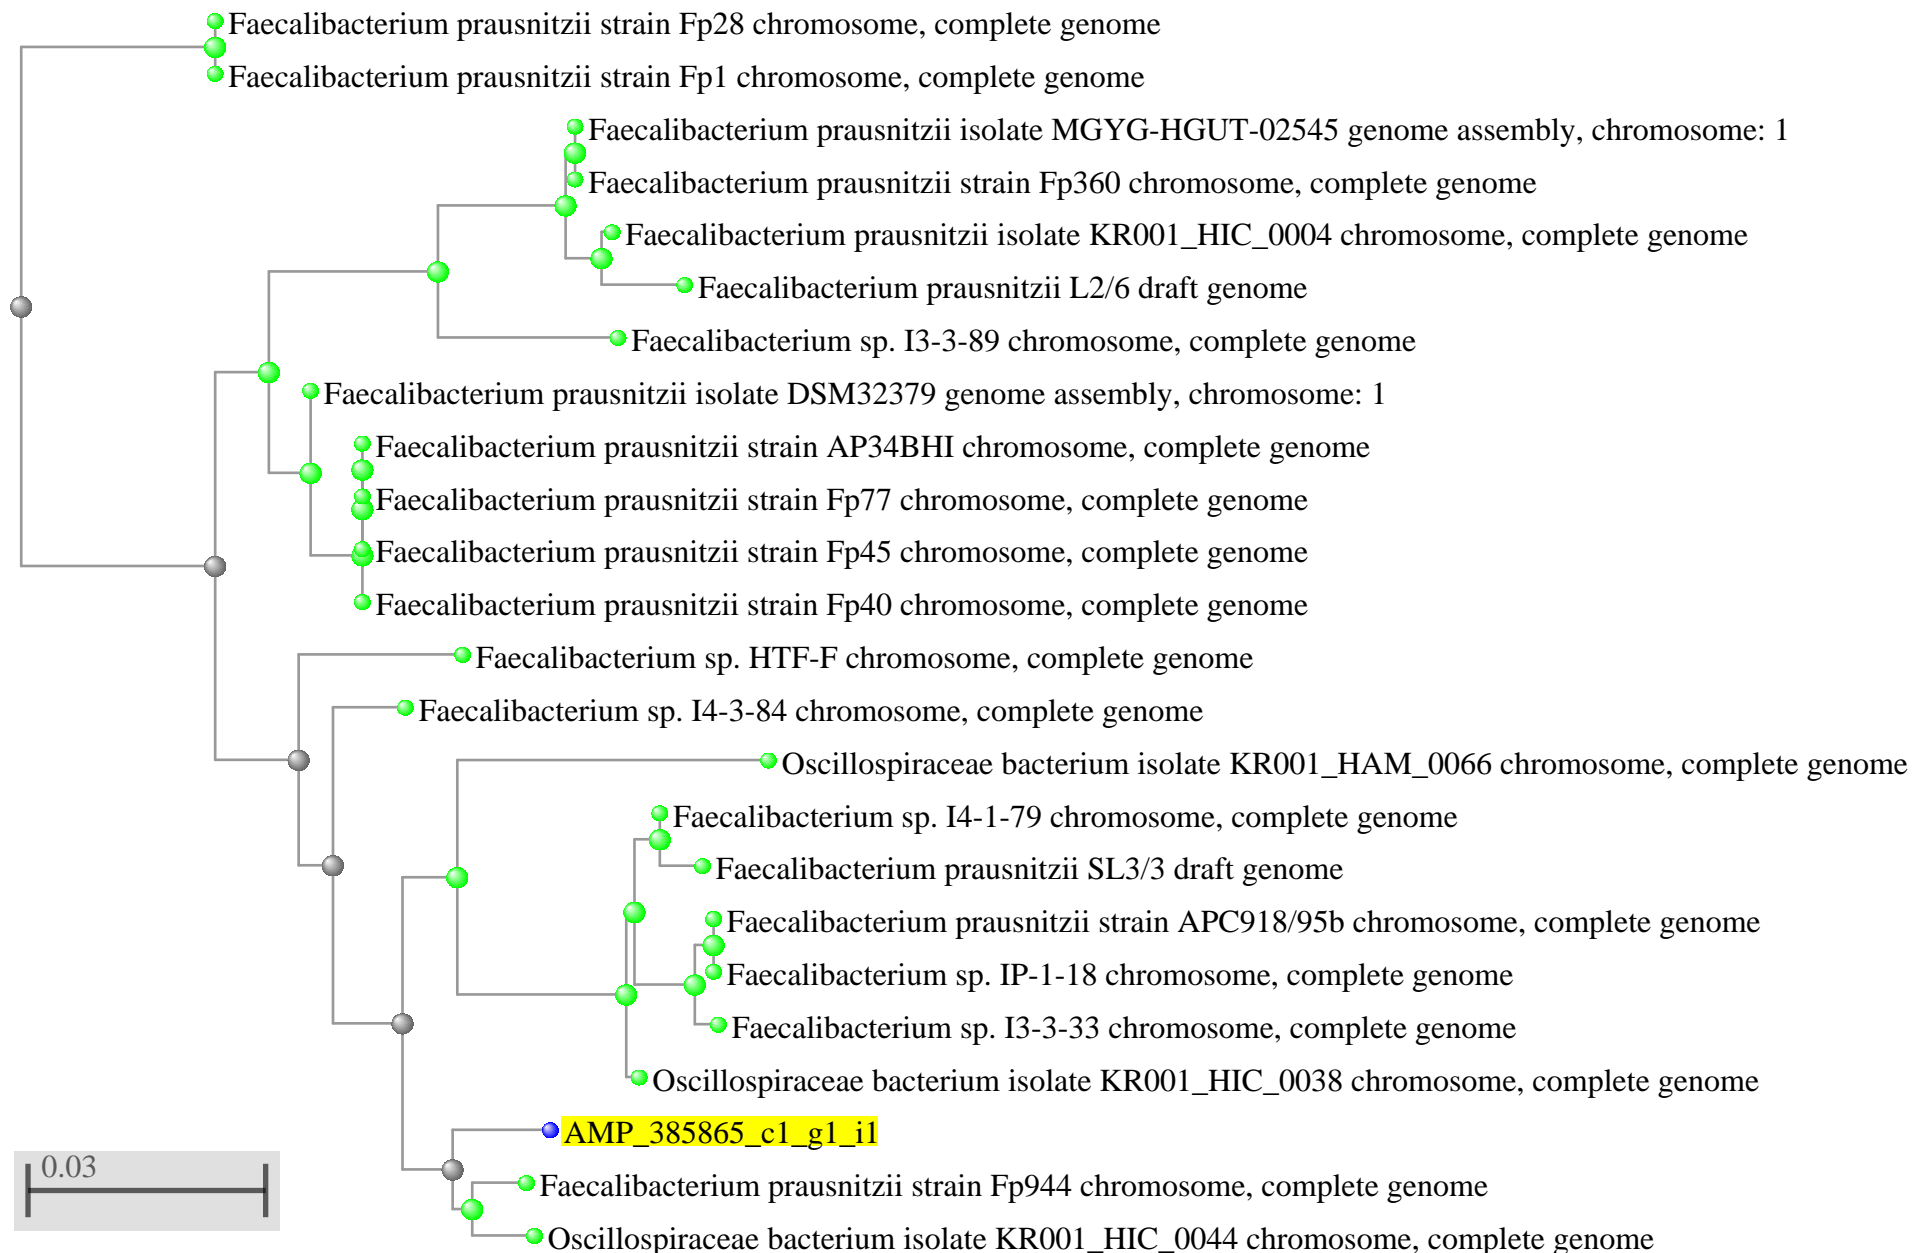 Faecalibacterium prausnitzii strain Fp28 chromosome, complete genome
Faecalibacterium prausnitzii strain Fp1 chromosome, complete genome
Faecalibacterium prausnitzii isolate MGYG-HGUT-02545 genome assembly, chromosome: 1
Faecalibacterium prausnitzii strain Fp360 chromosome, complete genome
Faecalibacterium prausnitzii isolate KR001_HIC_0004 chromosome, complete genome
Faecalibacterium prausnitzii L2/6 draft genome
Faecalibacterium sp. I3-3-89 chromosome, complete genome
Faecalibacterium prausnitzii isolate DSM32379 genome assembly, chromosome: 1
Faecalibacterium prausnitzii strain AP34BHI chromosome, complete genome
Faecalibacterium prausnitzii strain Fp77 chromosome, complete genome
Faecalibacterium prausnitzii strain Fp45 chromosome, complete genome
Faecalibacterium prausnitzii strain Fp40 chromosome, complete genome
Faecalibacterium sp. HTF-F chromosome, complete genome
Faecalibacterium sp. I4-3-84 chromosome, complete genome
Oscillospiraceae bacterium isolate KR001_HAM_0066 chromosome, complete genome
Faecalibacterium sp. I4-1-79 chromosome, complete genome
Faecalibacterium prausnitzii SL3/3 draft genome
Faecalibacterium prausnitzii strain APC918/95b chromosome, complete genome
Faecalibacterium sp. IP-1-18 chromosome, complete genome
Faecalibacterium sp. I3-3-33 chromosome, complete genome
Oscillospiraceae bacterium isolate KR001_HIC_0038 chromosome, complete genome
AMP_385865_c1_g1_i1
0.03
Faecalibacterium prausnitzii strain Fp944 chromosome, complete genome
Oscillospiraceae bacterium isolate KR001_HIC_0044 chromosome, complete genome